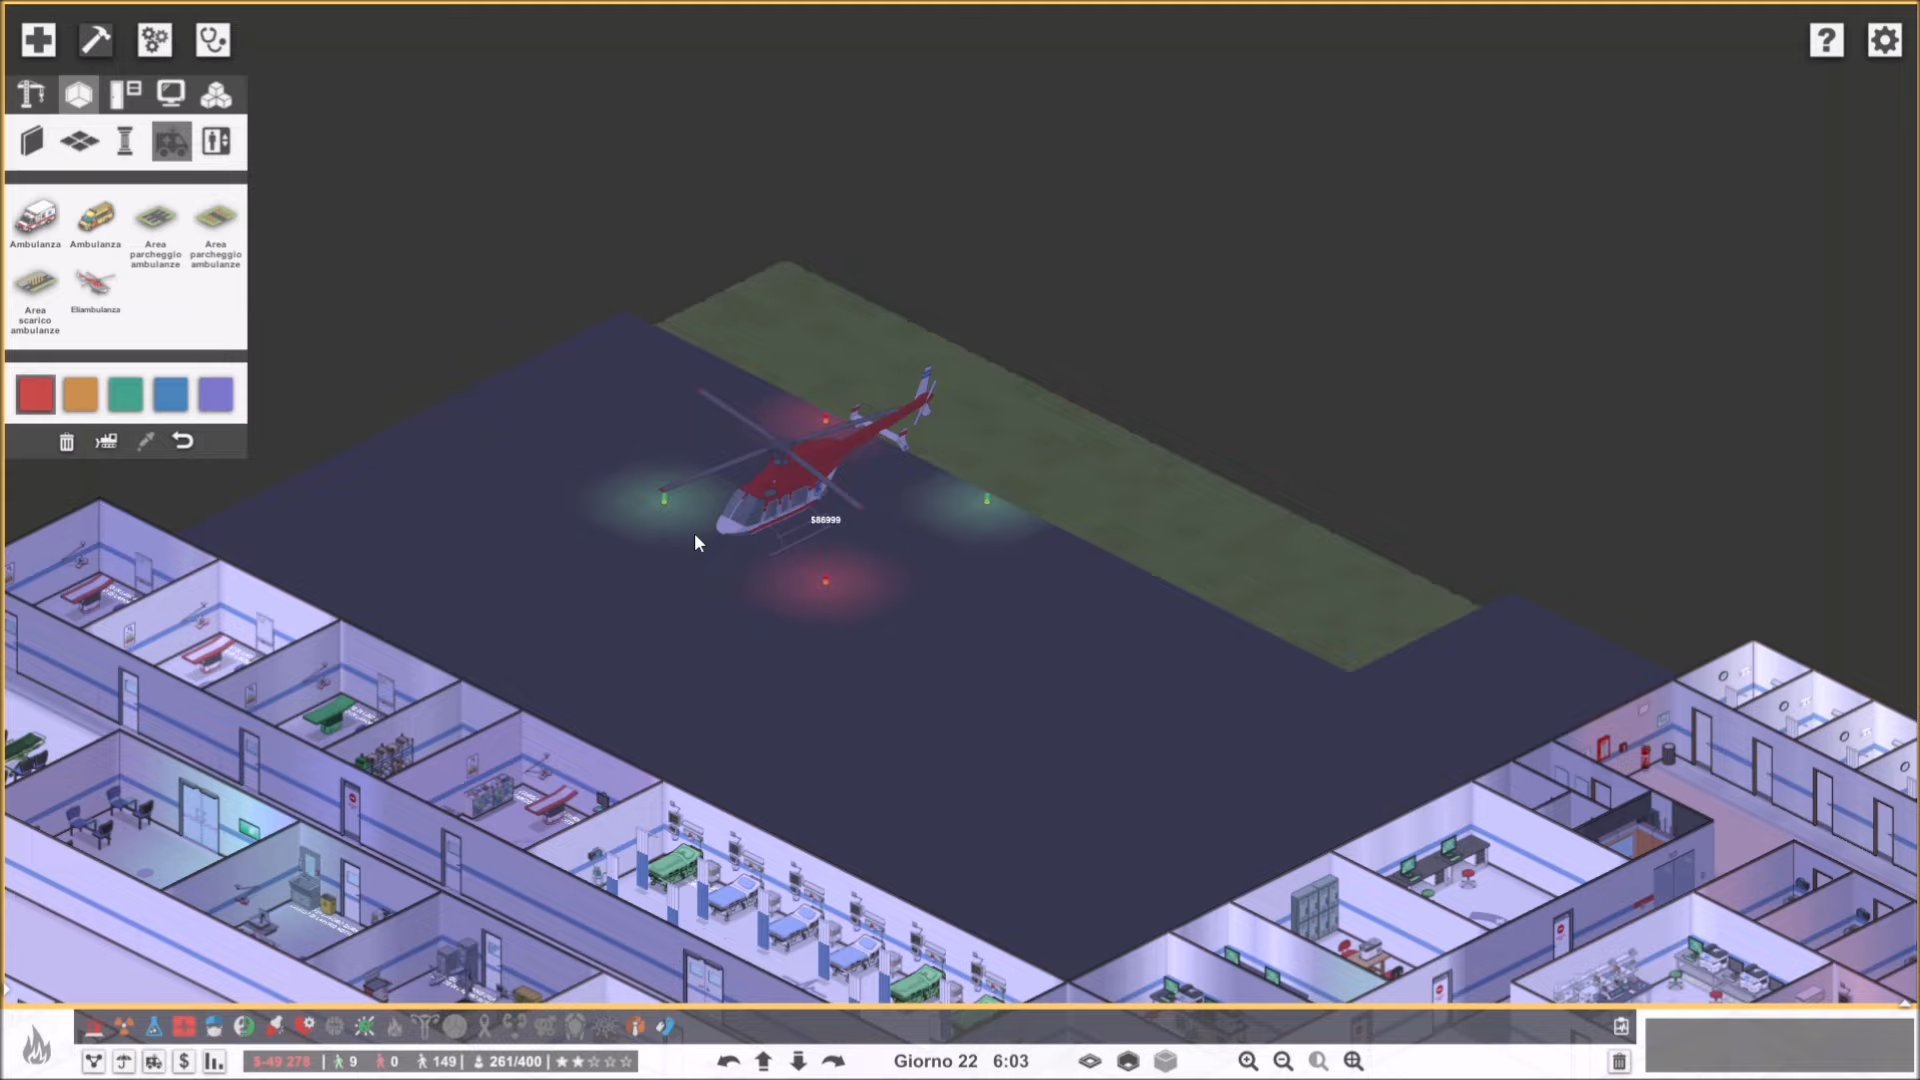 Ambulanza
Ambulanza
Area
parcheggio
ambulanze
Area
parcheggio
ambulanze
Area
scarico
ambulanze
Eliambulanza
$86999
$-49 278
9
0
149
261/400
Giorno 22 6:03